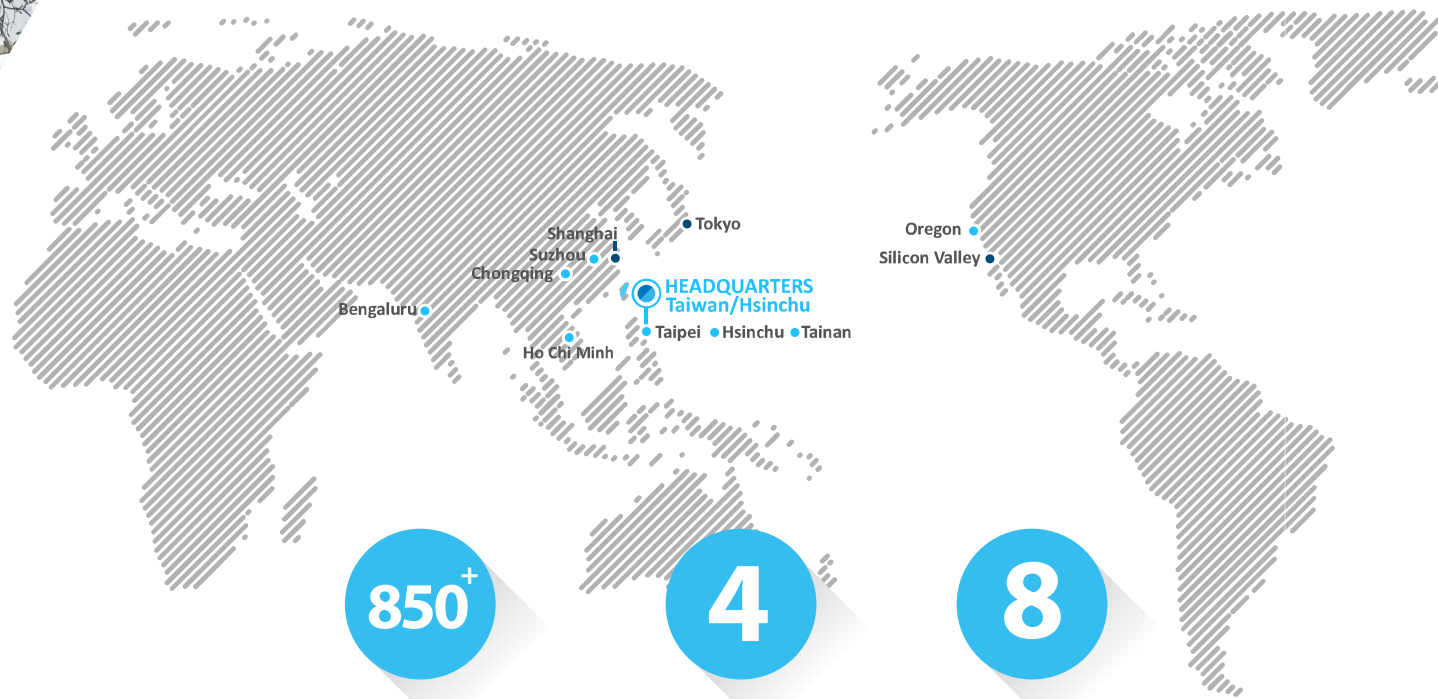 Tokyo
Shanghai
Oregon
Suzhou
Silicon Valley
Chongqing
HEADQUARTERS
Taiwan/Hsinchu
Bengaluru
Taipei Hsinchu Tainan
Ho Chi Minh
850+
4
8